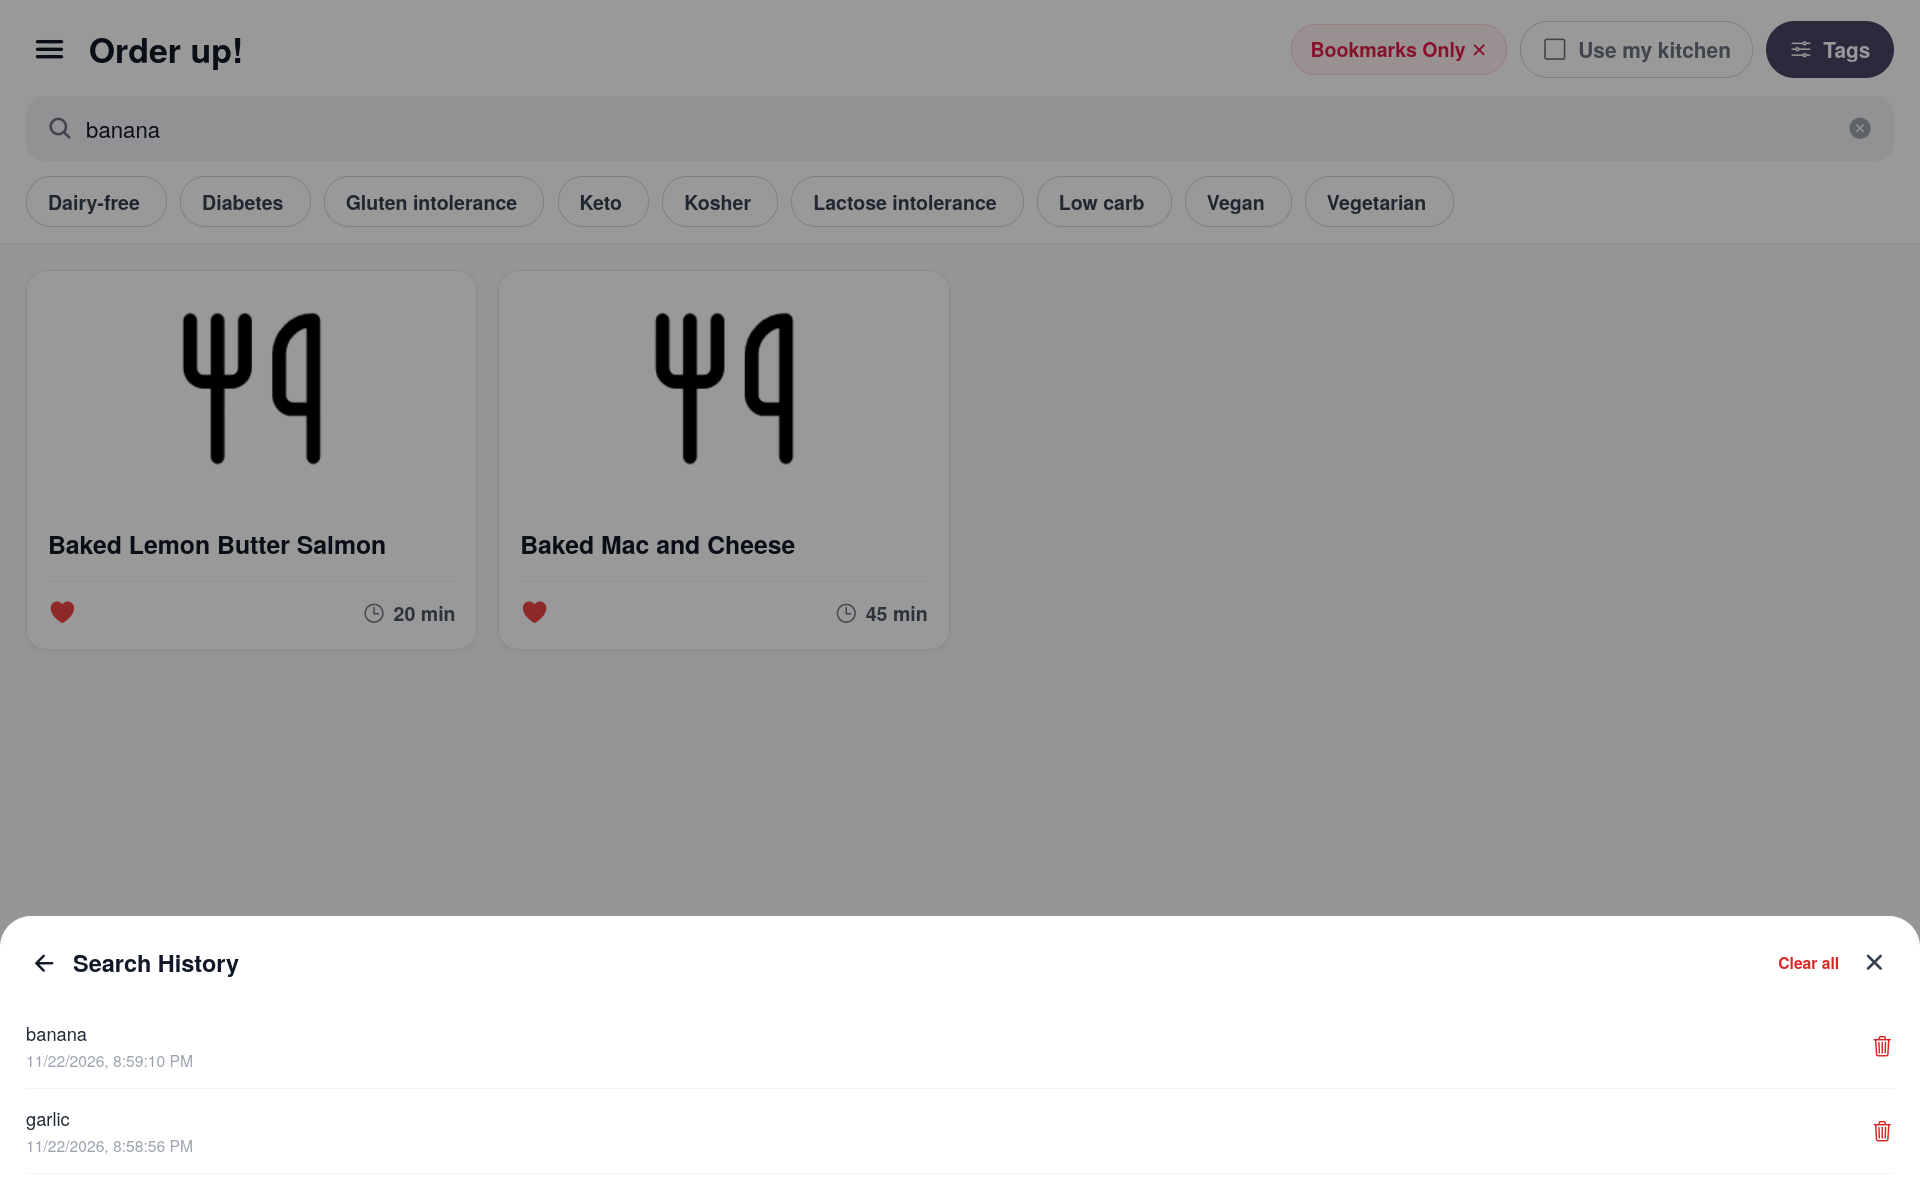 Order up!
Bookmarks Only ×
Use my kitchen
Tags
banana
Dairy-free
Diabetes
Gluten intolerance
Keto
Kosher
Lactose intolerance
Low carb
Vegan
Vegetarian
Baked Lemon Butter Salmon
20 min
Baked Mac and Cheese
45 min
Search History
Clear all
banana
11/22/2026, 8:59:10 PM
garlic
11/22/2026, 8:58:56 PM